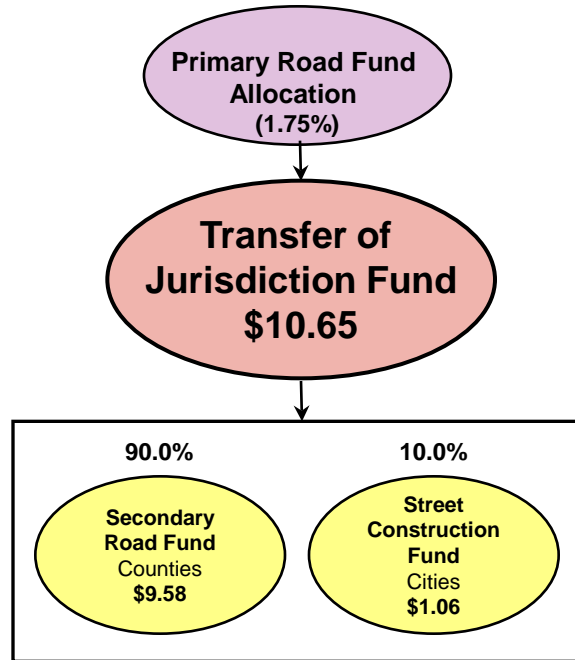 Primary Road Fund
Allocation
(1.75%)
Transfer of
Jurisdiction Fund
$10.65
90.0%
10.0%
Secondary
Road Fund
Counties
$9.58
Street
Construction
Fund
Cities
$1.06